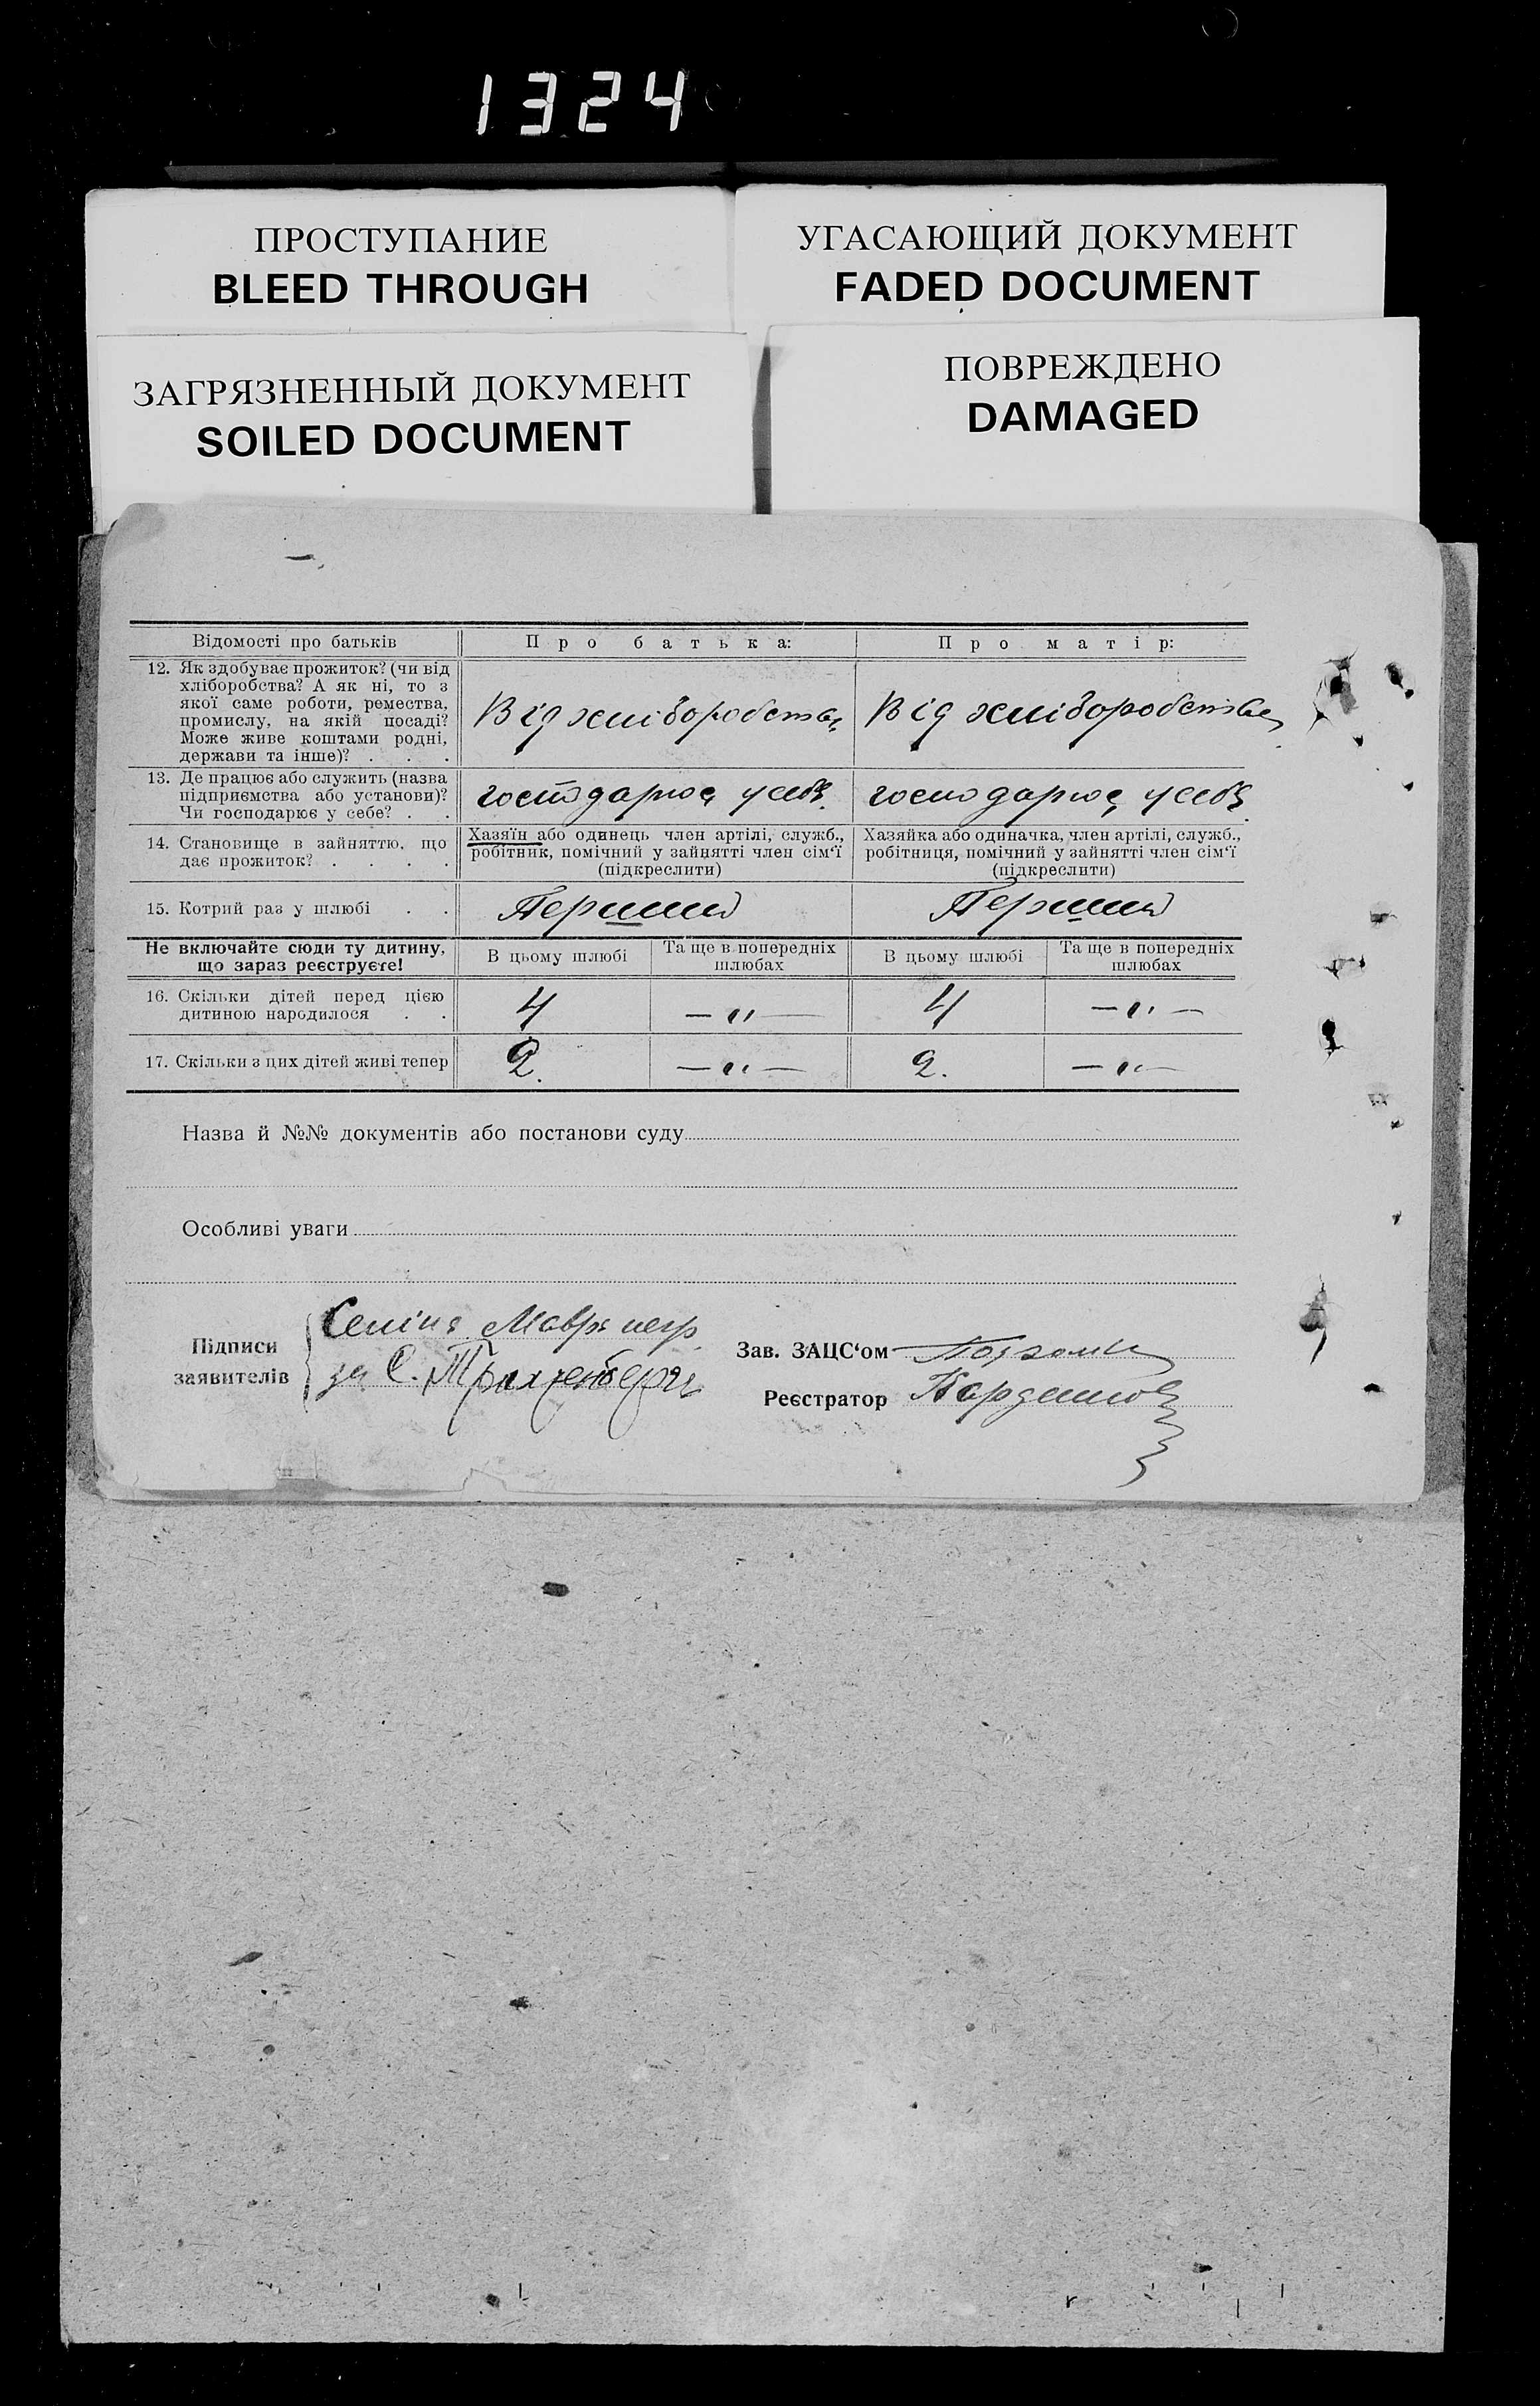 1324
ПРОСТУПАНИЕ
BLEED THROUGH
УГАСАЮЩИЙ ДОКУМЕНТ
FADED DOCUMENT
ЗАГРЯЗНЕННЫЙ ДОКУМЕНТ
SOILED DOCUMENT
ПОВРЕЖДЕНО
DAMAGED
Відомості про батьків
Про батька:
Про матір:
12. Як здобуває прожиток? (чи від
хліборобства? А як ні, то з
якої саме роботи, ремества,
промислу, на якій посаді?
Може живе коштами родні,
держави та інше)? . . .
Від хліборобства
Від хліборобства
13. Де працює або служить (назва
підприємства або установи)?
Чи господарює у себе? . .
господарює у себе
господарює у себе
14. Становище в зайняттю, що
дає прожиток? . . . .
Хазяїн або одинець член артілі, служб.,
робітник, помічний у зайнятті член сім‘ї
(підкреслити)
Хазяйка або одиначка, член артілі, служб.,
робітниця, помічний у зайнятті член сім‘ї
(підкреслити)
15. Котрий раз у шлюбі . .
Перший
Перший
Не включайте сюди ту дитину,
що зараз реєструєте!
В цьому шлюбі
Та ще в попередніх
шлюбах
В цьому шлюбі
Та ще в попередніх
шлюбах
16. Скільки дітей перед цією
дитиною народилося . .
4
— " —
4
— " —
17. Скільки з цих дітей живі тепер
2.
— " —
2.
— " —
Назва й №№ документів або постанови суду
Особливі уваги
Підписи
заявителів
за С.
Зав. ЗАЦС‘ом
Реєстратор